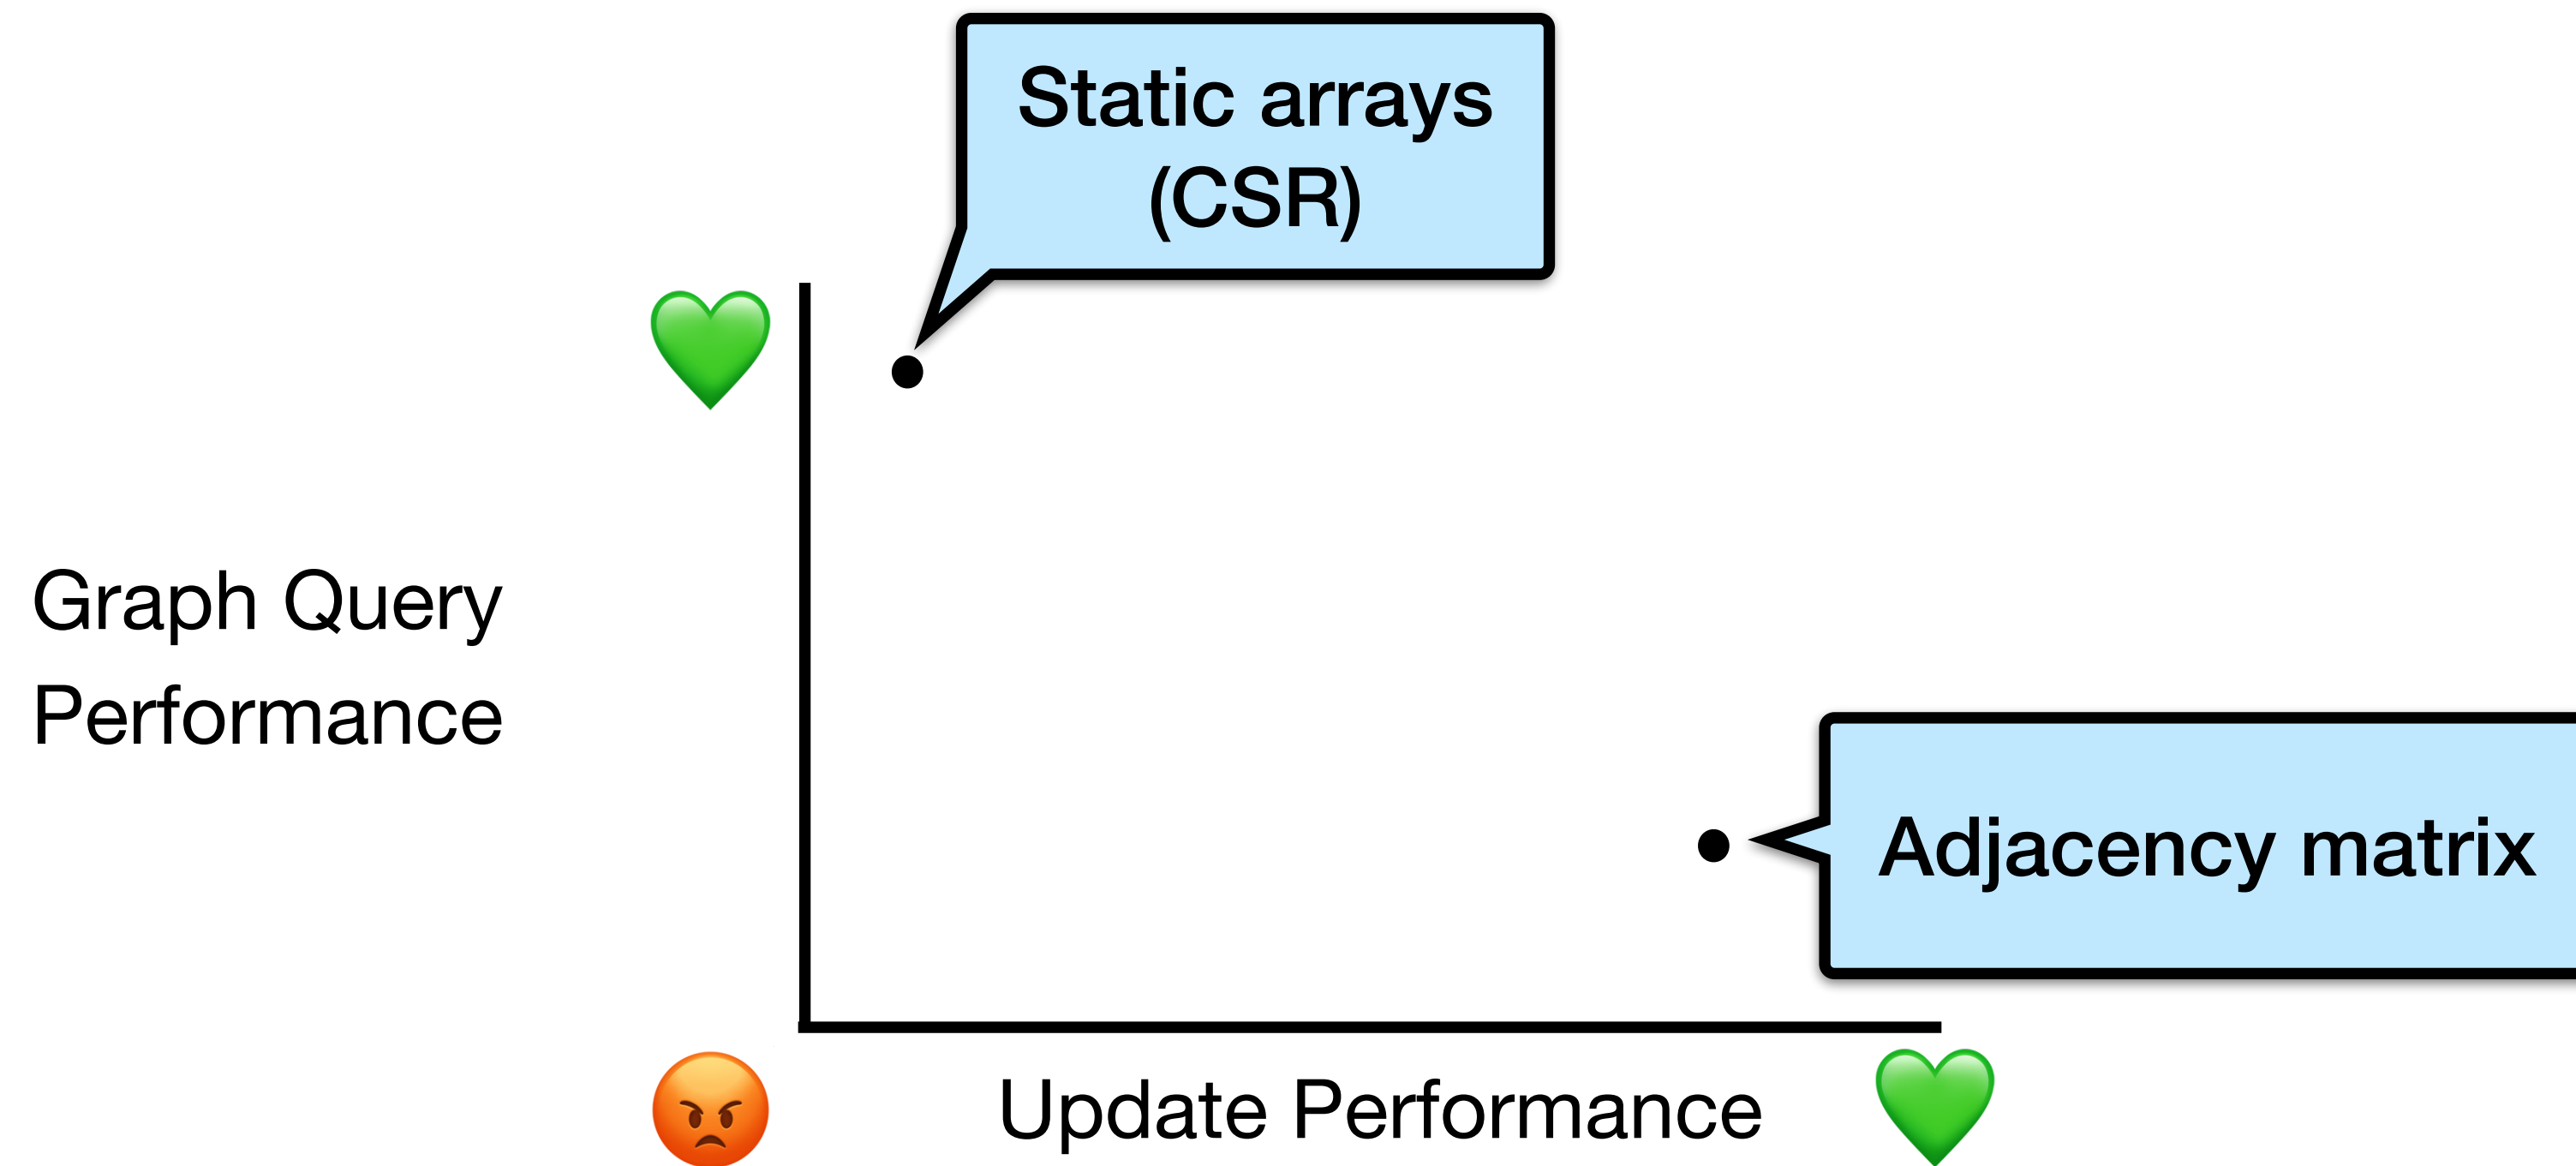 Static arrays
(CSR)
Graph Query
Performance
Adjacency matrix
Update Performance